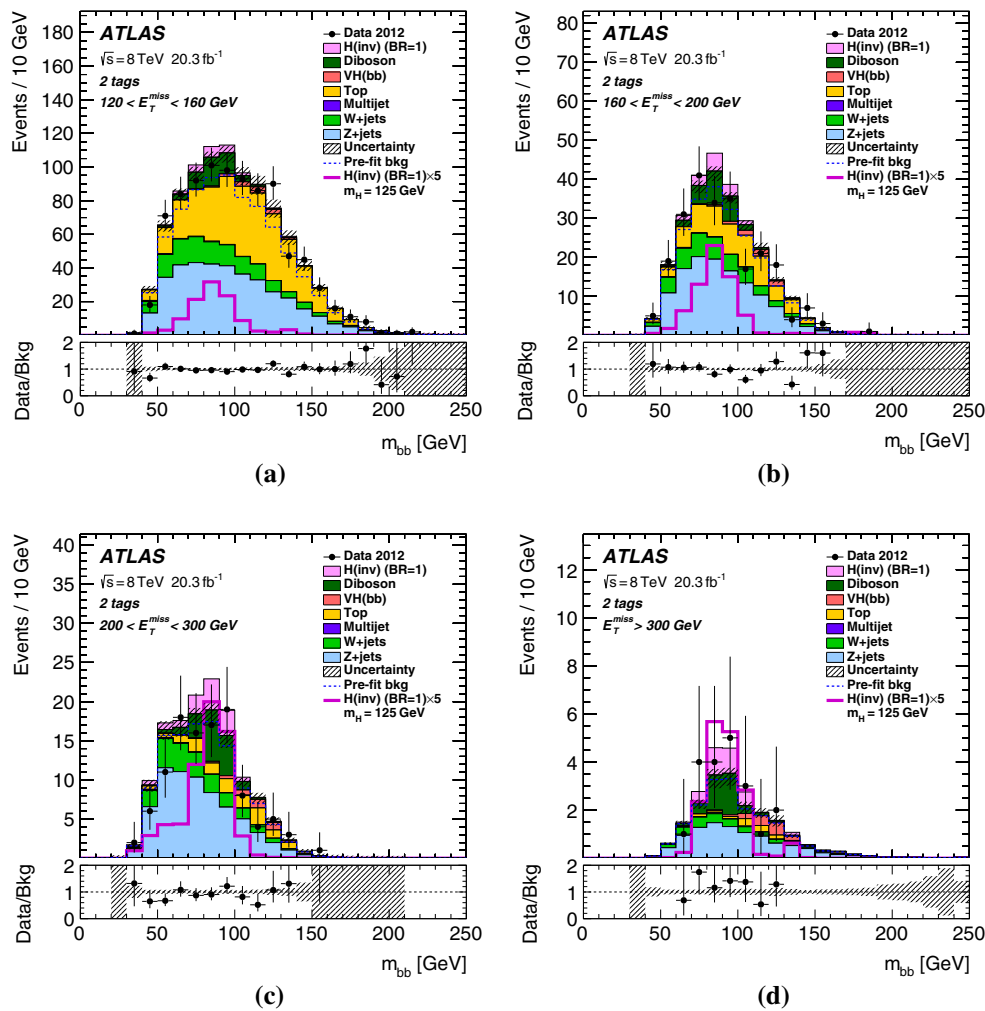 ATLAS
√s = 8 TeV 20.3 fb⁻¹
2 tags
120 < E_T^miss < 160 GeV
Data 2012
H(inv) (BR=1)
Diboson
VH(bb)
Top
Multijet
W+jets
Z+jets
Uncertainty
Pre-fit bkg
H(inv) (BR=1)×5
m_H = 125 GeV
Events / 10 GeV
180
160
140
120
100
80
60
40
20
Data/Bkg
2
1
0
0 50 100 150 200 250
m_bb [GeV]
(a)
ATLAS
√s = 8 TeV 20.3 fb⁻¹
2 tags
160 < E_T^miss < 200 GeV
Data 2012
H(inv) (BR=1)
Diboson
VH(bb)
Top
Multijet
W+jets
Z+jets
Uncertainty
Pre-fit bkg
H(inv) (BR=1)×5
m_H = 125 GeV
Events / 10 GeV
80
70
60
50
40
30
20
10
Data/Bkg
2
1
0
0 50 100 150 200 250
m_bb [GeV]
(b)
ATLAS
√s = 8 TeV 20.3 fb⁻¹
2 tags
200 < E_T^miss < 300 GeV
Data 2012
H(inv) (BR=1)
Diboson
VH(bb)
Top
Multijet
W+jets
Z+jets
Uncertainty
Pre-fit bkg
H(inv) (BR=1)×5
m_H = 125 GeV
Events / 10 GeV
40
35
30
25
20
15
10
5
Data/Bkg
2
1
0
0 50 100 150 200 250
m_bb [GeV]
(c)
ATLAS
√s = 8 TeV 20.3 fb⁻¹
2 tags
E_T^miss > 300 GeV
Data 2012
H(inv) (BR=1)
Diboson
VH(bb)
Top
Multijet
W+jets
Z+jets
Uncertainty
Pre-fit bkg
H(inv) (BR=1)×5
m_H = 125 GeV
Events / 10 GeV
12
10
8
6
4
2
Data/Bkg
2
1
0
0 50 100 150 200 250
m_bb [GeV]
(d)